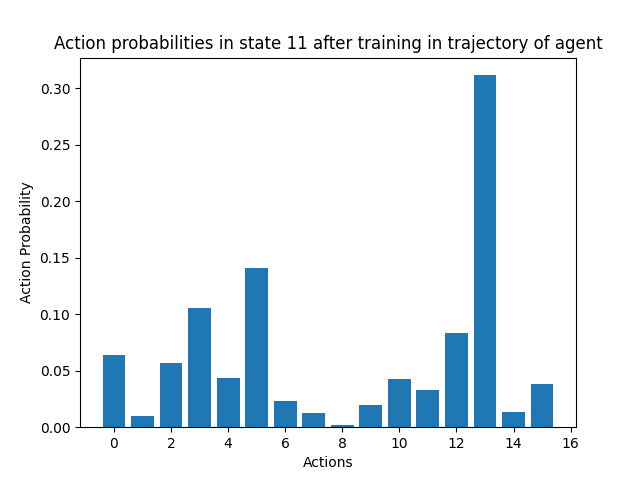 Action probabilities in state 11 after training in trajectory of agent
0.30
0.25
0.20
0.15
0.10
0.05
0.00
Action Probability
0 2 4 6 8 10 12 14 16
Actions